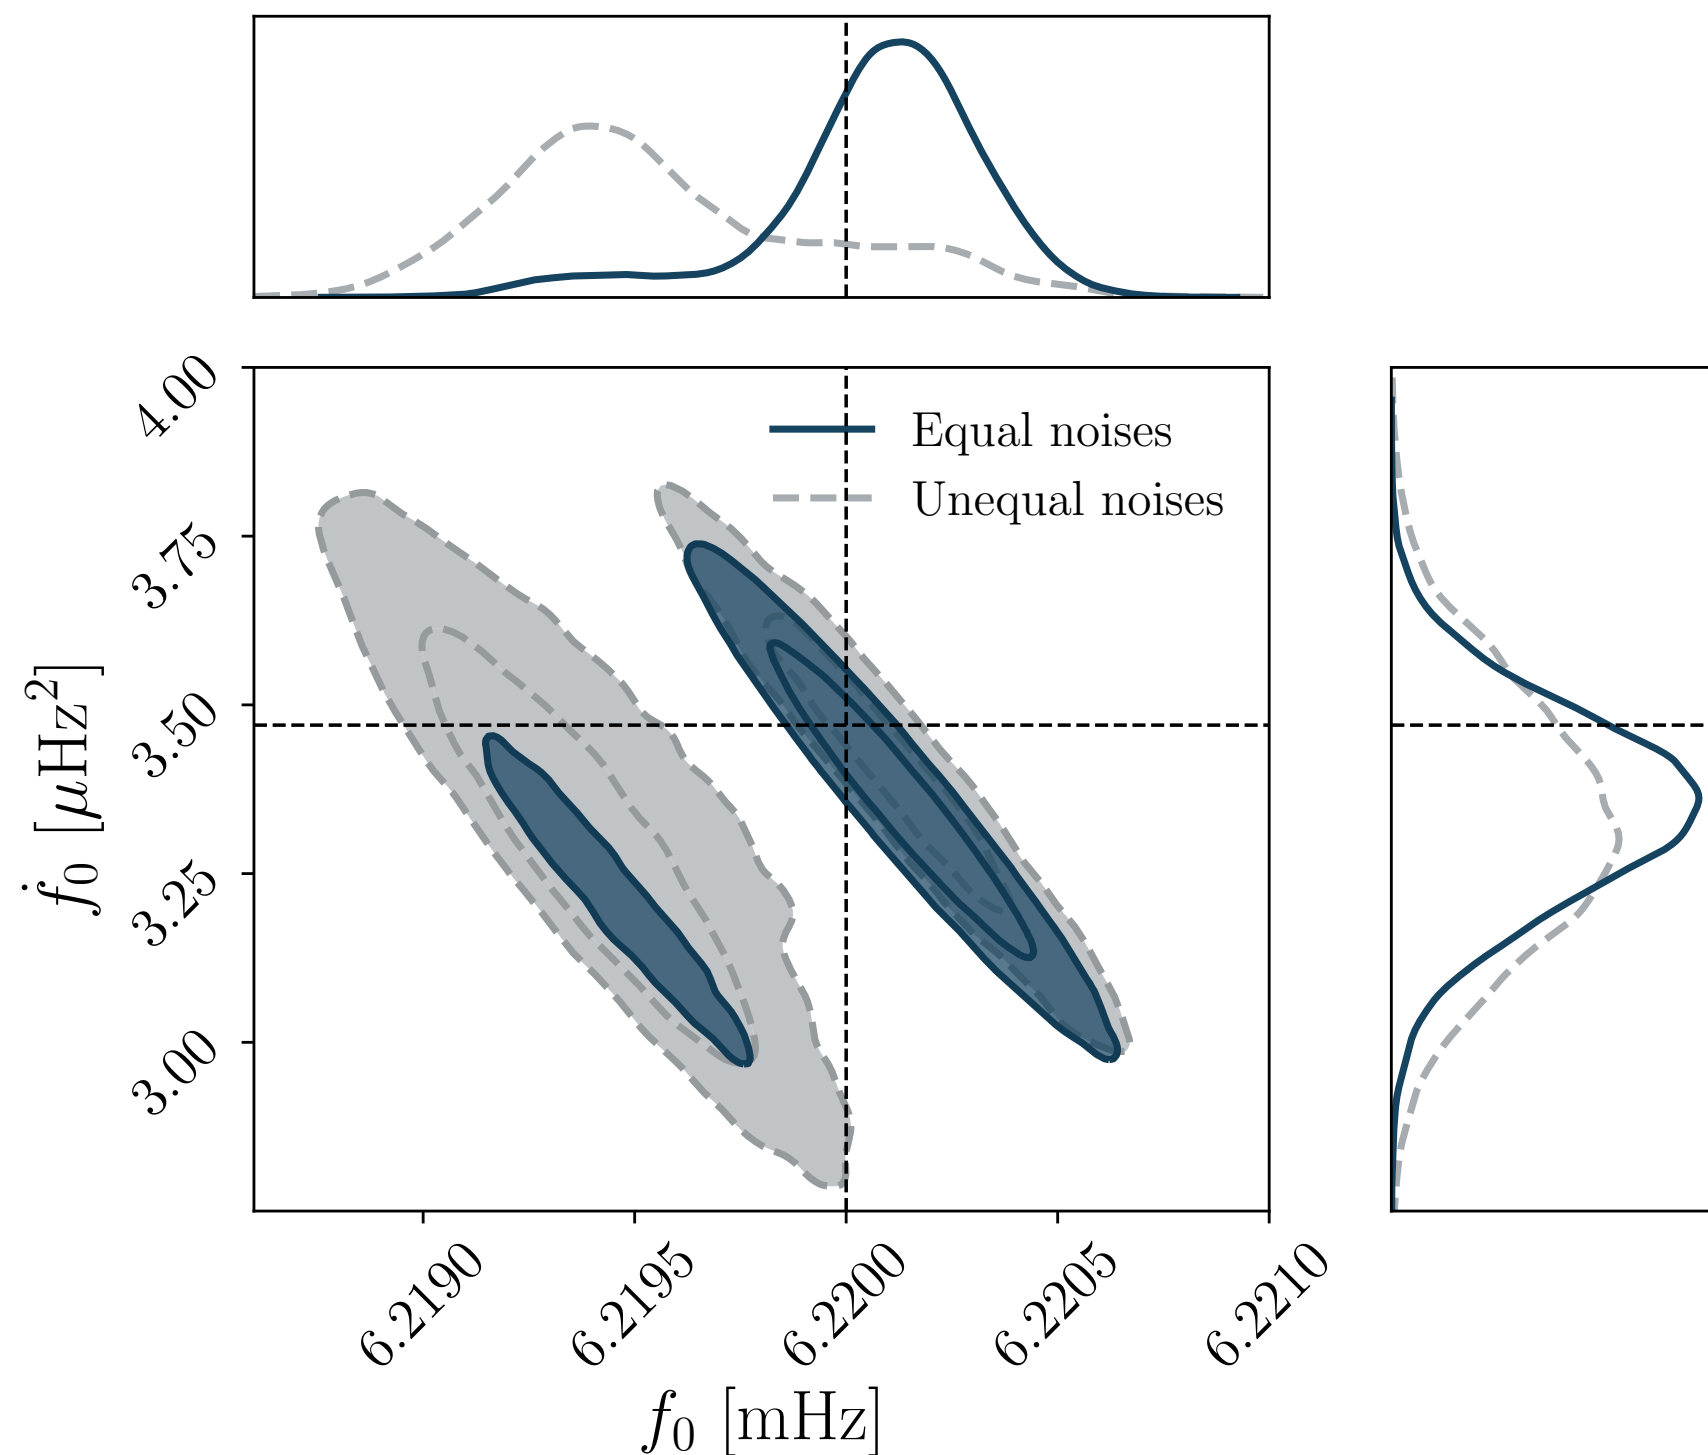 Equal noises
Unequal noises
4.00
3.75
3.50
3.25
3.00
ḟ₀ [μHz²]
6.2190
6.2195
6.2200
6.2205
6.2210
f₀ [mHz]